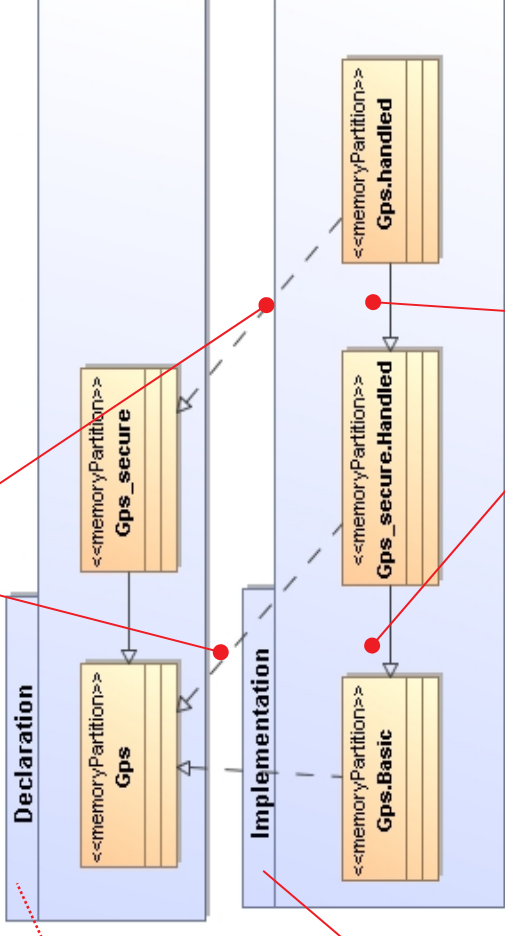 Declaration
<<memoryPartition>>
Gps
<<memoryPartition>>
Gps_secure
Implementation
<<memoryPartition>>
Gps.Basic
<<memoryPartition>>
Gps_secure.Handled
<<memoryPartition>>
Gps.handled